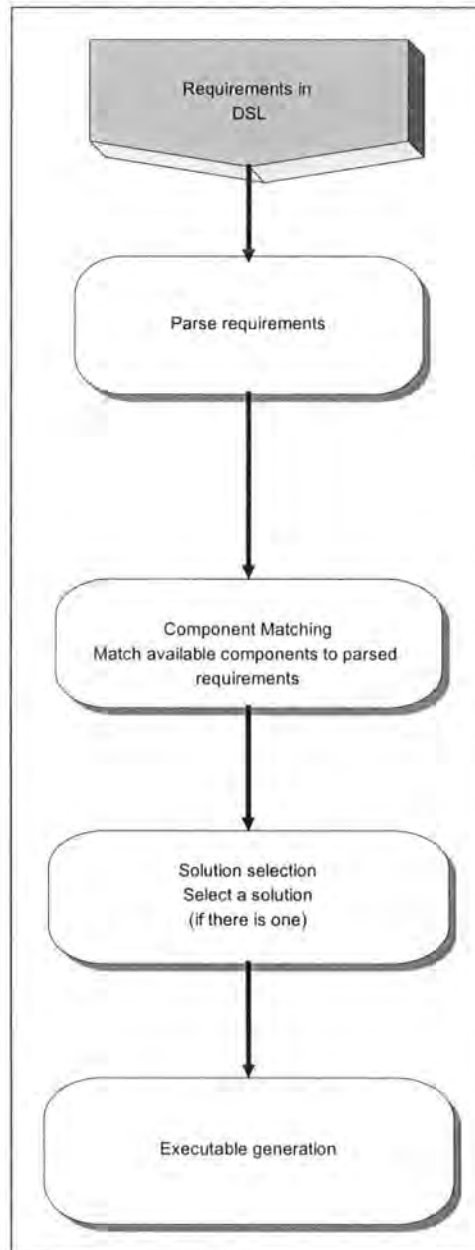 Requirements in
DSL
Parse requirements
Component Matching
Match available components to parsed
requirements
Solution selection
Select a solution
(if there is one)
Executable generation